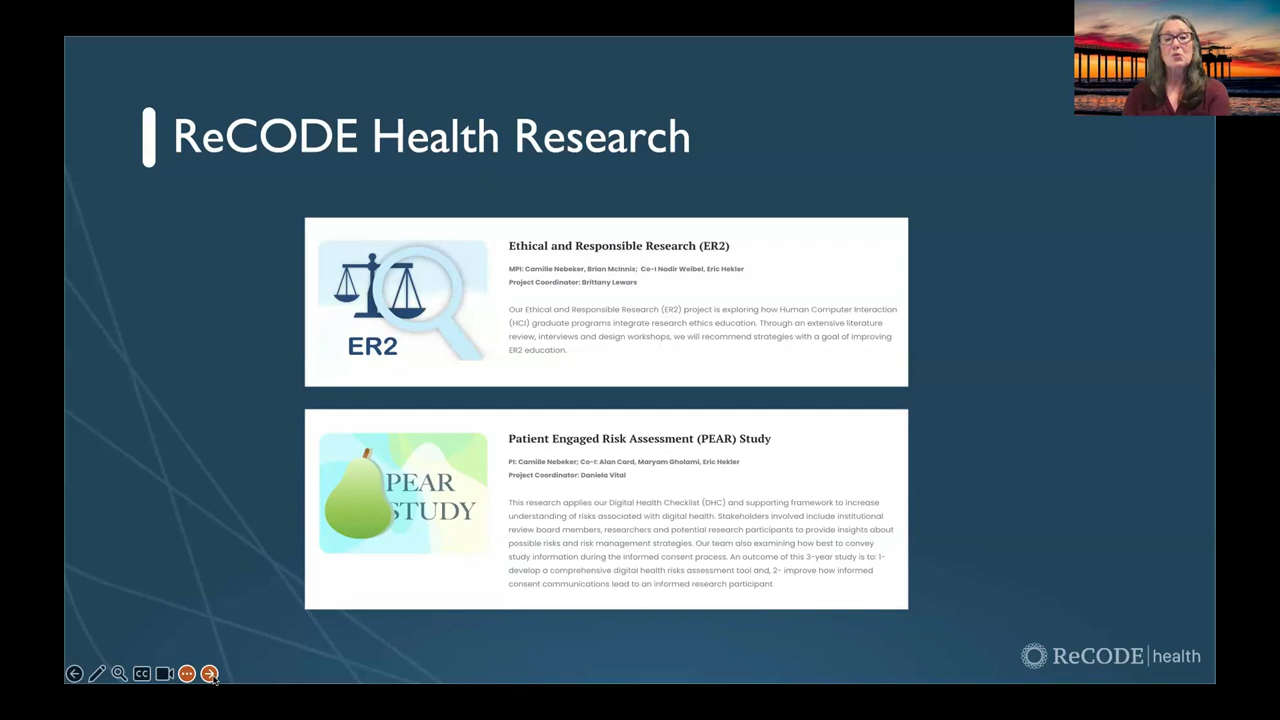 ReCODE Health Research
Ethical and Responsible Research (ER2)
MPI: Camille Nebeker, Brian McInnis; Co-I Nadir Weibel, Eric Hekler
Project Coordinator: Brittany Lewars
Our Ethical and Responsible Research (ER2) project is exploring how Human Computer Interaction
(HCI) graduate programs integrate research ethics education. Through an extensive literature
review, interviews and design workshops, we will recommend strategies with a goal of improving
ER2 education.
ER2
Patient Engaged Risk Assessment (PEAR) Study
PI: Camille Nebeker; Co-I: Alan Card, Maryam Gholami, Eric Hekler
Project Coordinator: Daniela Vital
PEAR
STUDY
This research applies our Digital Health Checklist (DHC) and supporting framework to increase
understanding of risks associated with digital health. Stakeholders involved include institutional
review board members, researchers and potential research participants to provide insights about
possible risks and risk management strategies. Our team also examining how best to convey
study information during the informed consent process. An outcome of this 3-year study is to: 1-
develop a comprehensive digital health risks assessment tool and, 2- improve how informed
consent communications lead to an informed research participant.
ReCODE health
CC